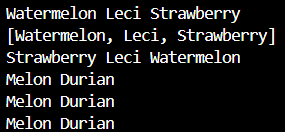 Watermelon Leci Strawberry
[Watermelon, Leci, Strawberry]
Strawberry Leci Watermelon
Melon Durian
Melon Durian
Melon Durian